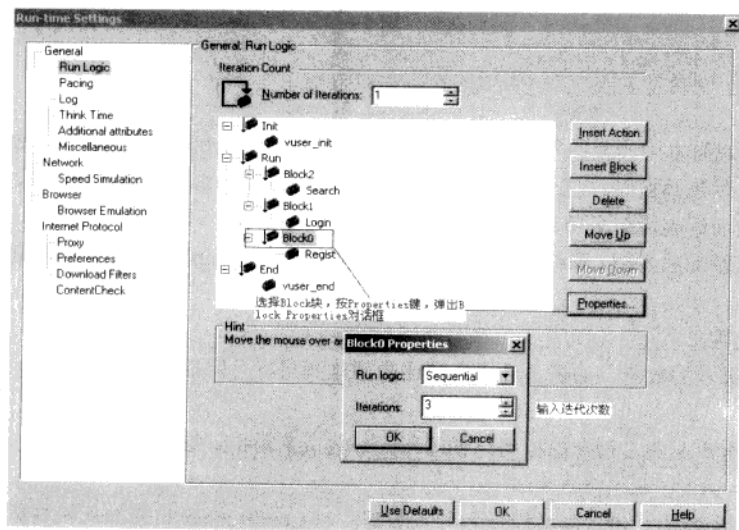 Run-time Settings
General
Run Logic
Pacing
Log
Think Time
Additional attributes
Miscellaneous
Network
Speed Simulation
Browser
Browser Emulation
Internet Protocol
Proxy
Preferences
Download Filters
ContentCheck
General: Run Logic
Iteration Count
Number of Iterations: 1
Init
vuser_init
Run
Block2
Search
Block1
Login
Block0
Regist
End
vuser_end
选择Block块，按Properties键，弹出B
lock Properties对话框
Insert Action
Insert Block
Delete
Move Up
Move Down
Properties...
Hint
Move the mouse over
Block0 Properties
Run logic: Sequential
Iterations: 3
OK Cancel
输入迭代次数
Use Defaults OK Cancel Help